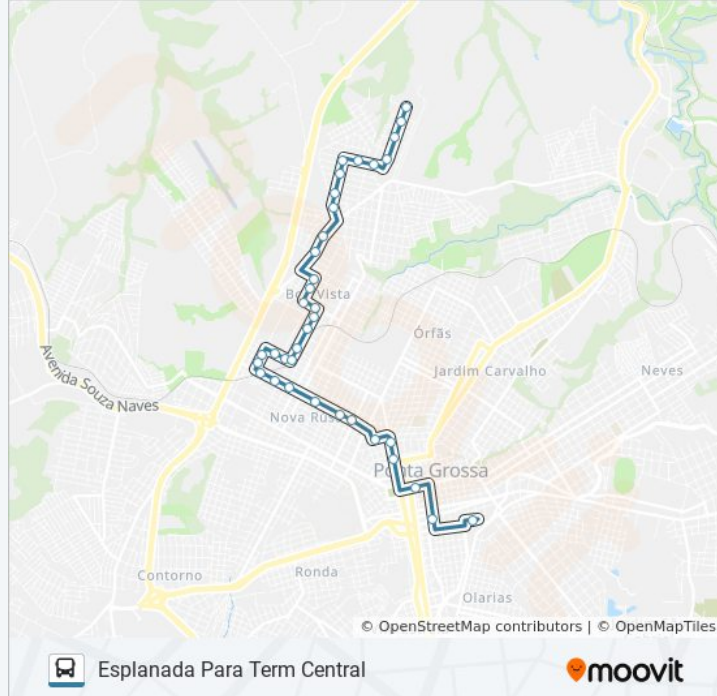 Boa Vista
Órfãs
Jardim Carvalho
Neves
Avenida Souza Naves
Nova Rússia
Ponta Grossa
Contorno
Ronda
Olarias
© OpenStreetMap contributors | © OpenMapTiles
Esplanada Para Term Central
moovit